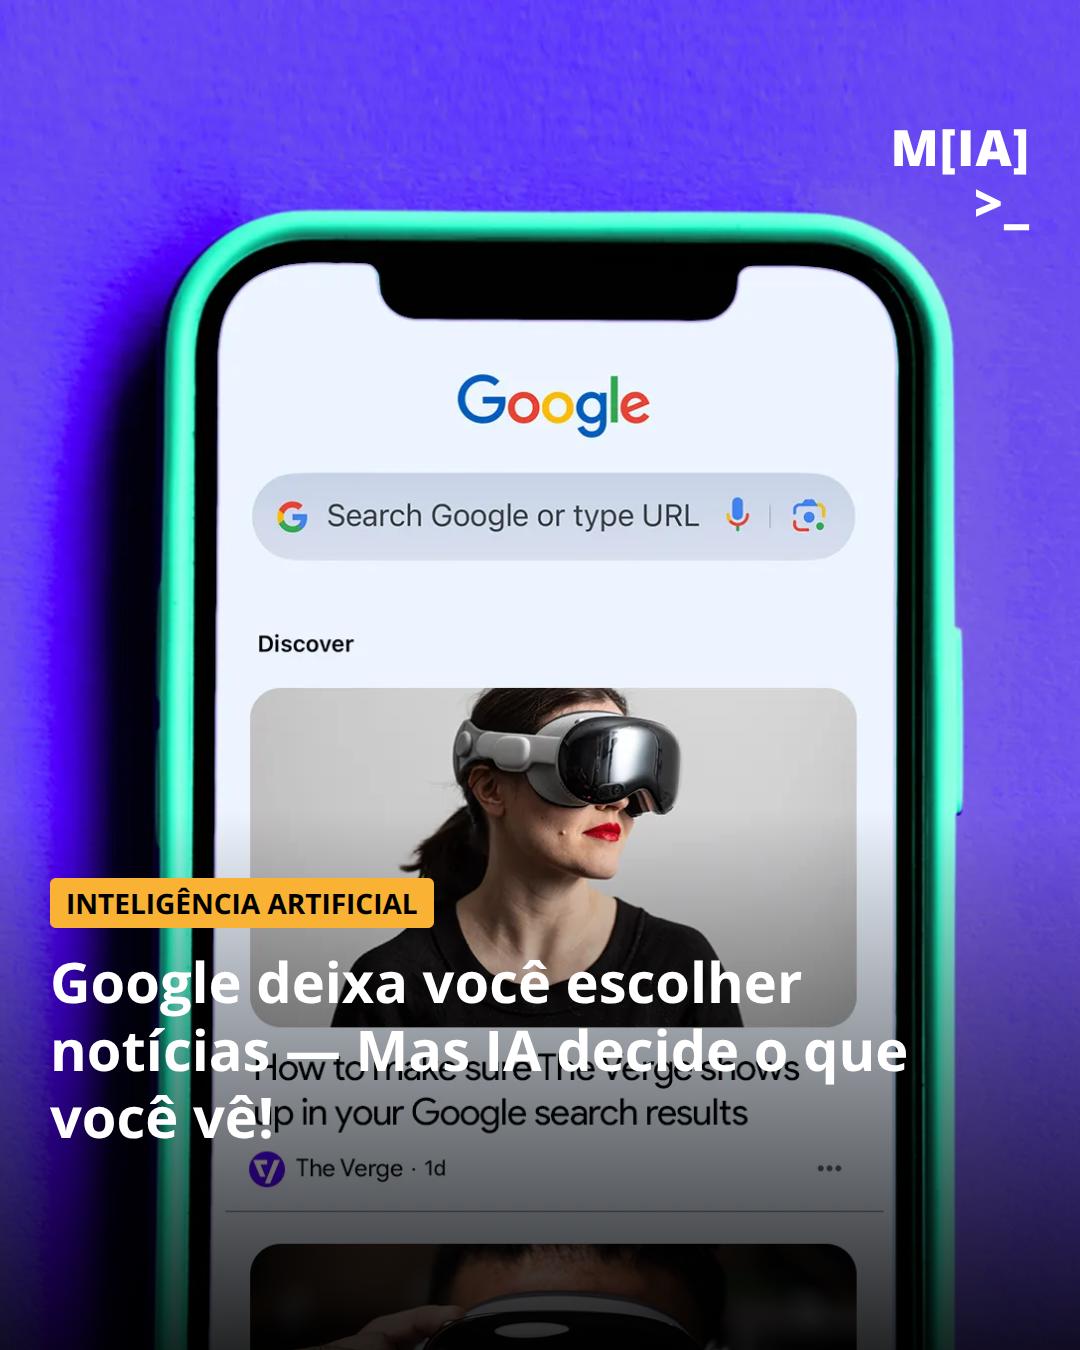 M[IA]
>_
Google
Search Google or type URL
Discover
INTELIGÊNCIA ARTIFICIAL
Google deixa você escolher
notícias — Mas IA decide o que
você vê!
How to make sure The Verge shows
up in your Google search results
The Verge · 1d